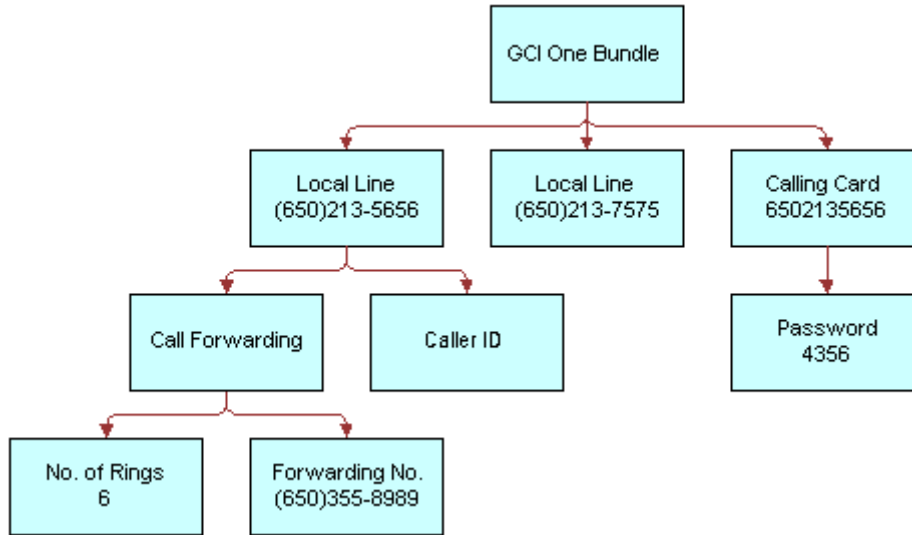 GCI One Bundle
Local Line
(650)213-5656
Local Line
(650)213-7575
Calling Card
6502135656
Call Forwarding
Caller ID
Password
4356
No. of Rings
6
Forwarding No.
(650)355-8989